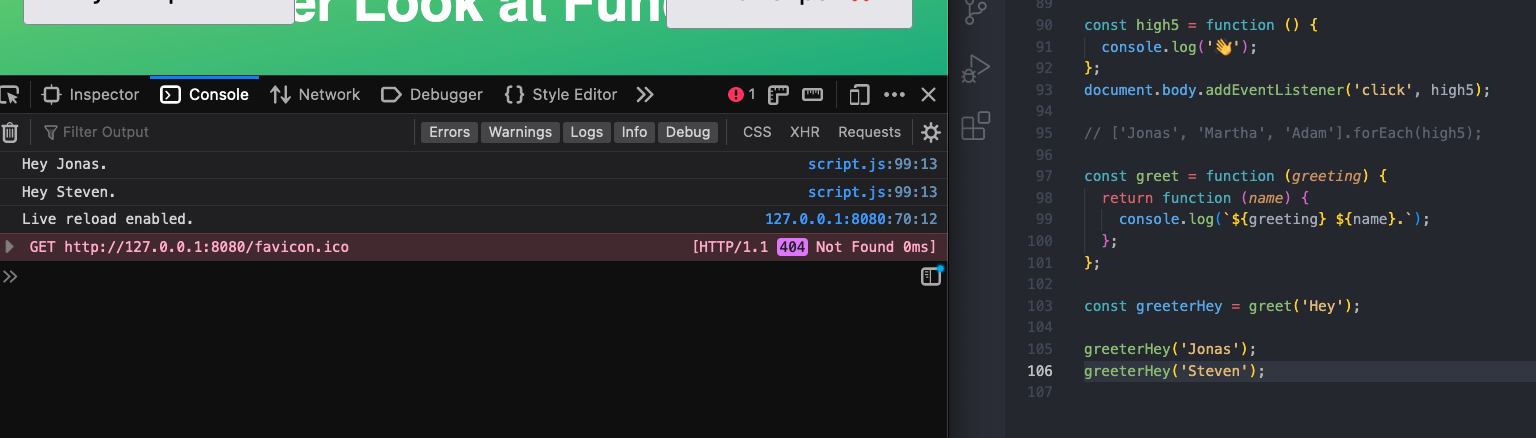 er Look at Fun
Inspector Console Network Debugger {} Style Editor 1
Filter Output Errors Warnings Logs Info Debug CSS XHR Requests
Hey Jonas. script.js:99:13
Hey Steven. script.js:99:13
Live reload enabled. 127.0.0.1:8080:70:12
GET http://127.0.0.1:8080/favicon.ico [HTTP/1.1 404 Not Found 0ms]
89
90 const high5 = function () {
91 console.log('👋');
92 };
93 document.body.addEventListener('click', high5);
94
95 // ['Jonas', 'Martha', 'Adam'].forEach(high5);
96
97 const greet = function (greeting) {
98 return function (name) {
99 console.log(`${greeting} ${name}.`);
100 };
101 };
102
103 const greeterHey = greet('Hey');
104
105 greeterHey('Jonas');
106 greeterHey('Steven');
107